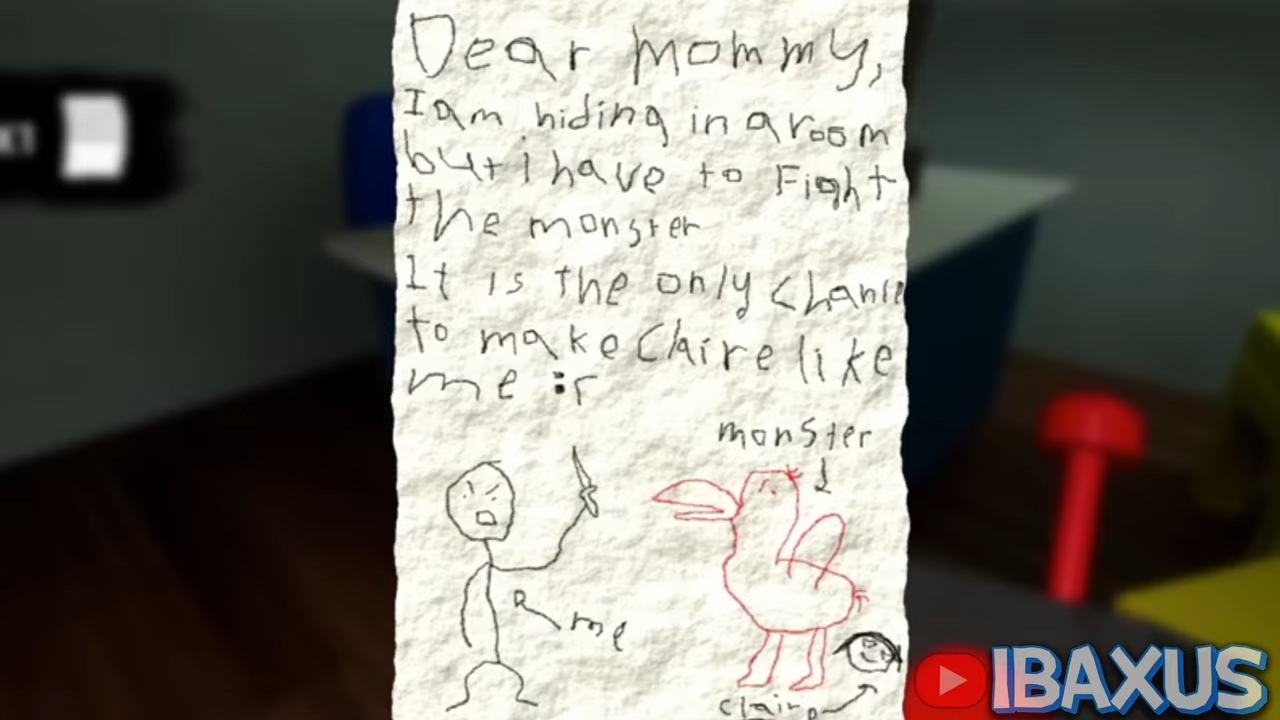 Dear mommy,
I am hiding in a room
but i have to Fight
the monster
It is the only chance
to make Claire like
me :r
monster
me
claire
IBAXUS